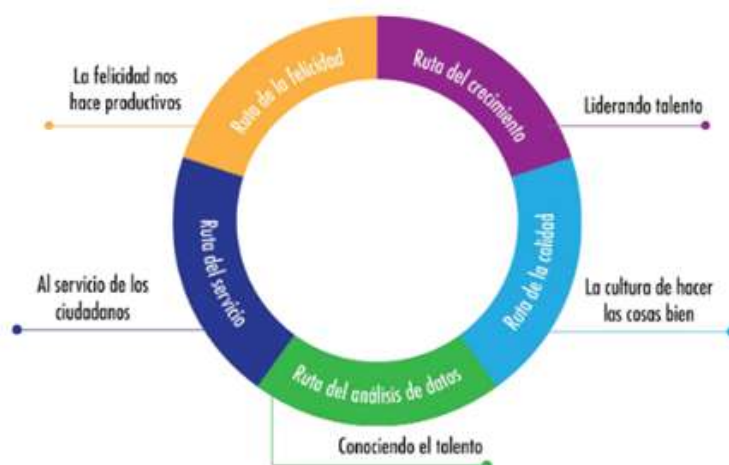 Ruta de la felicidad
Ruta del crecimiento
La felicidad nos
hace productivos
Liderando talento
Ruta del servicio
Ruta de la calidad
Al servicio de los
ciudadanos
La cultura de hacer
las cosas bien
Ruta del análisis de datos
Conociendo el talento